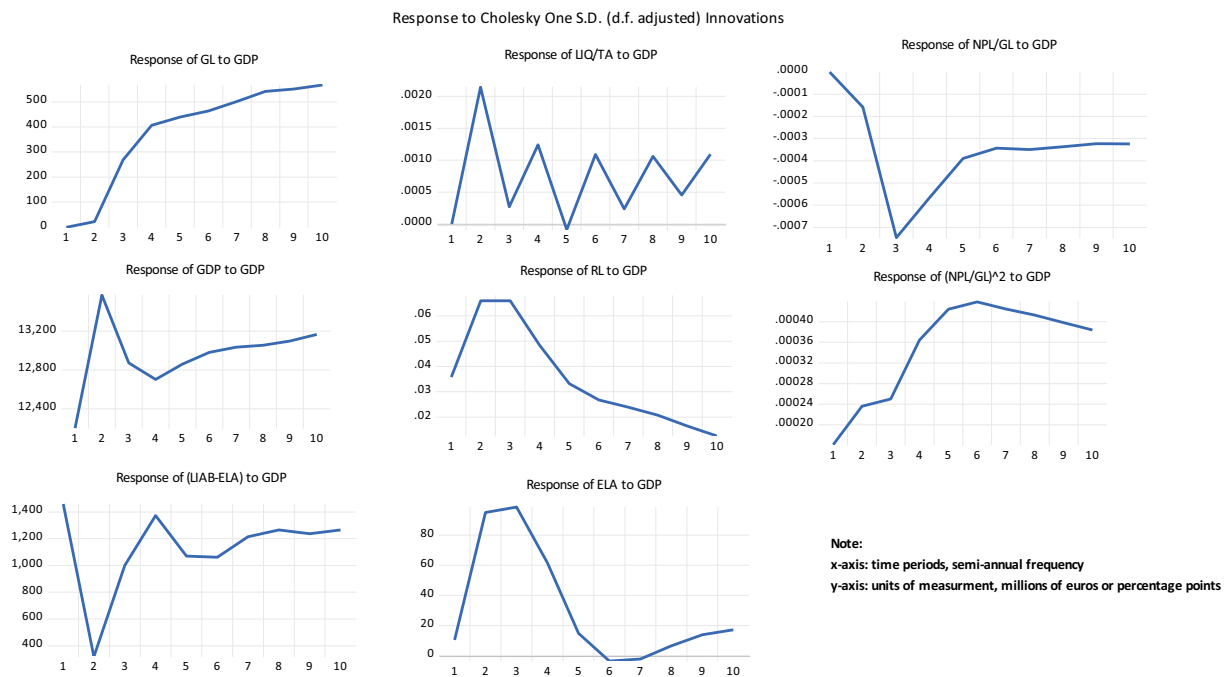 Response to Cholesky One S.D. (d.f. adjusted) Innovations
Response of GL to GDP
500
400
300
200
100
0
1 2 3 4 5 6 7 8 9 10
Response of LIQ/TA to GDP
.0020
.0015
.0010
.0005
.0000
1 2 3 4 5 6 7 8 9 10
Response of NPL/GL to GDP
.0000
-.0001
-.0002
-.0003
-.0004
-.0005
-.0006
-.0007
1 2 3 4 5 6 7 8 9 10
Response of GDP to GDP
13,200
12,800
12,400
1 2 3 4 5 6 7 8 9 10
Response of RL to GDP
.06
.05
.04
.03
.02
1 2 3 4 5 6 7 8 9 10
Response of (NPL/GL)^2 to GDP
.00040
.00036
.00032
.00028
.00024
.00020
1 2 3 4 5 6 7 8 9 10
Response of (LIAB-ELA) to GDP
1,400
1,200
1,000
800
600
400
1 2 3 4 5 6 7 8 9 10
Response of ELA to GDP
80
60
40
20
0
1 2 3 4 5 6 7 8 9 10
Note:
x-axis: time periods, semi-annual frequency
y-axis: units of measurment, millions of euros or percentage points